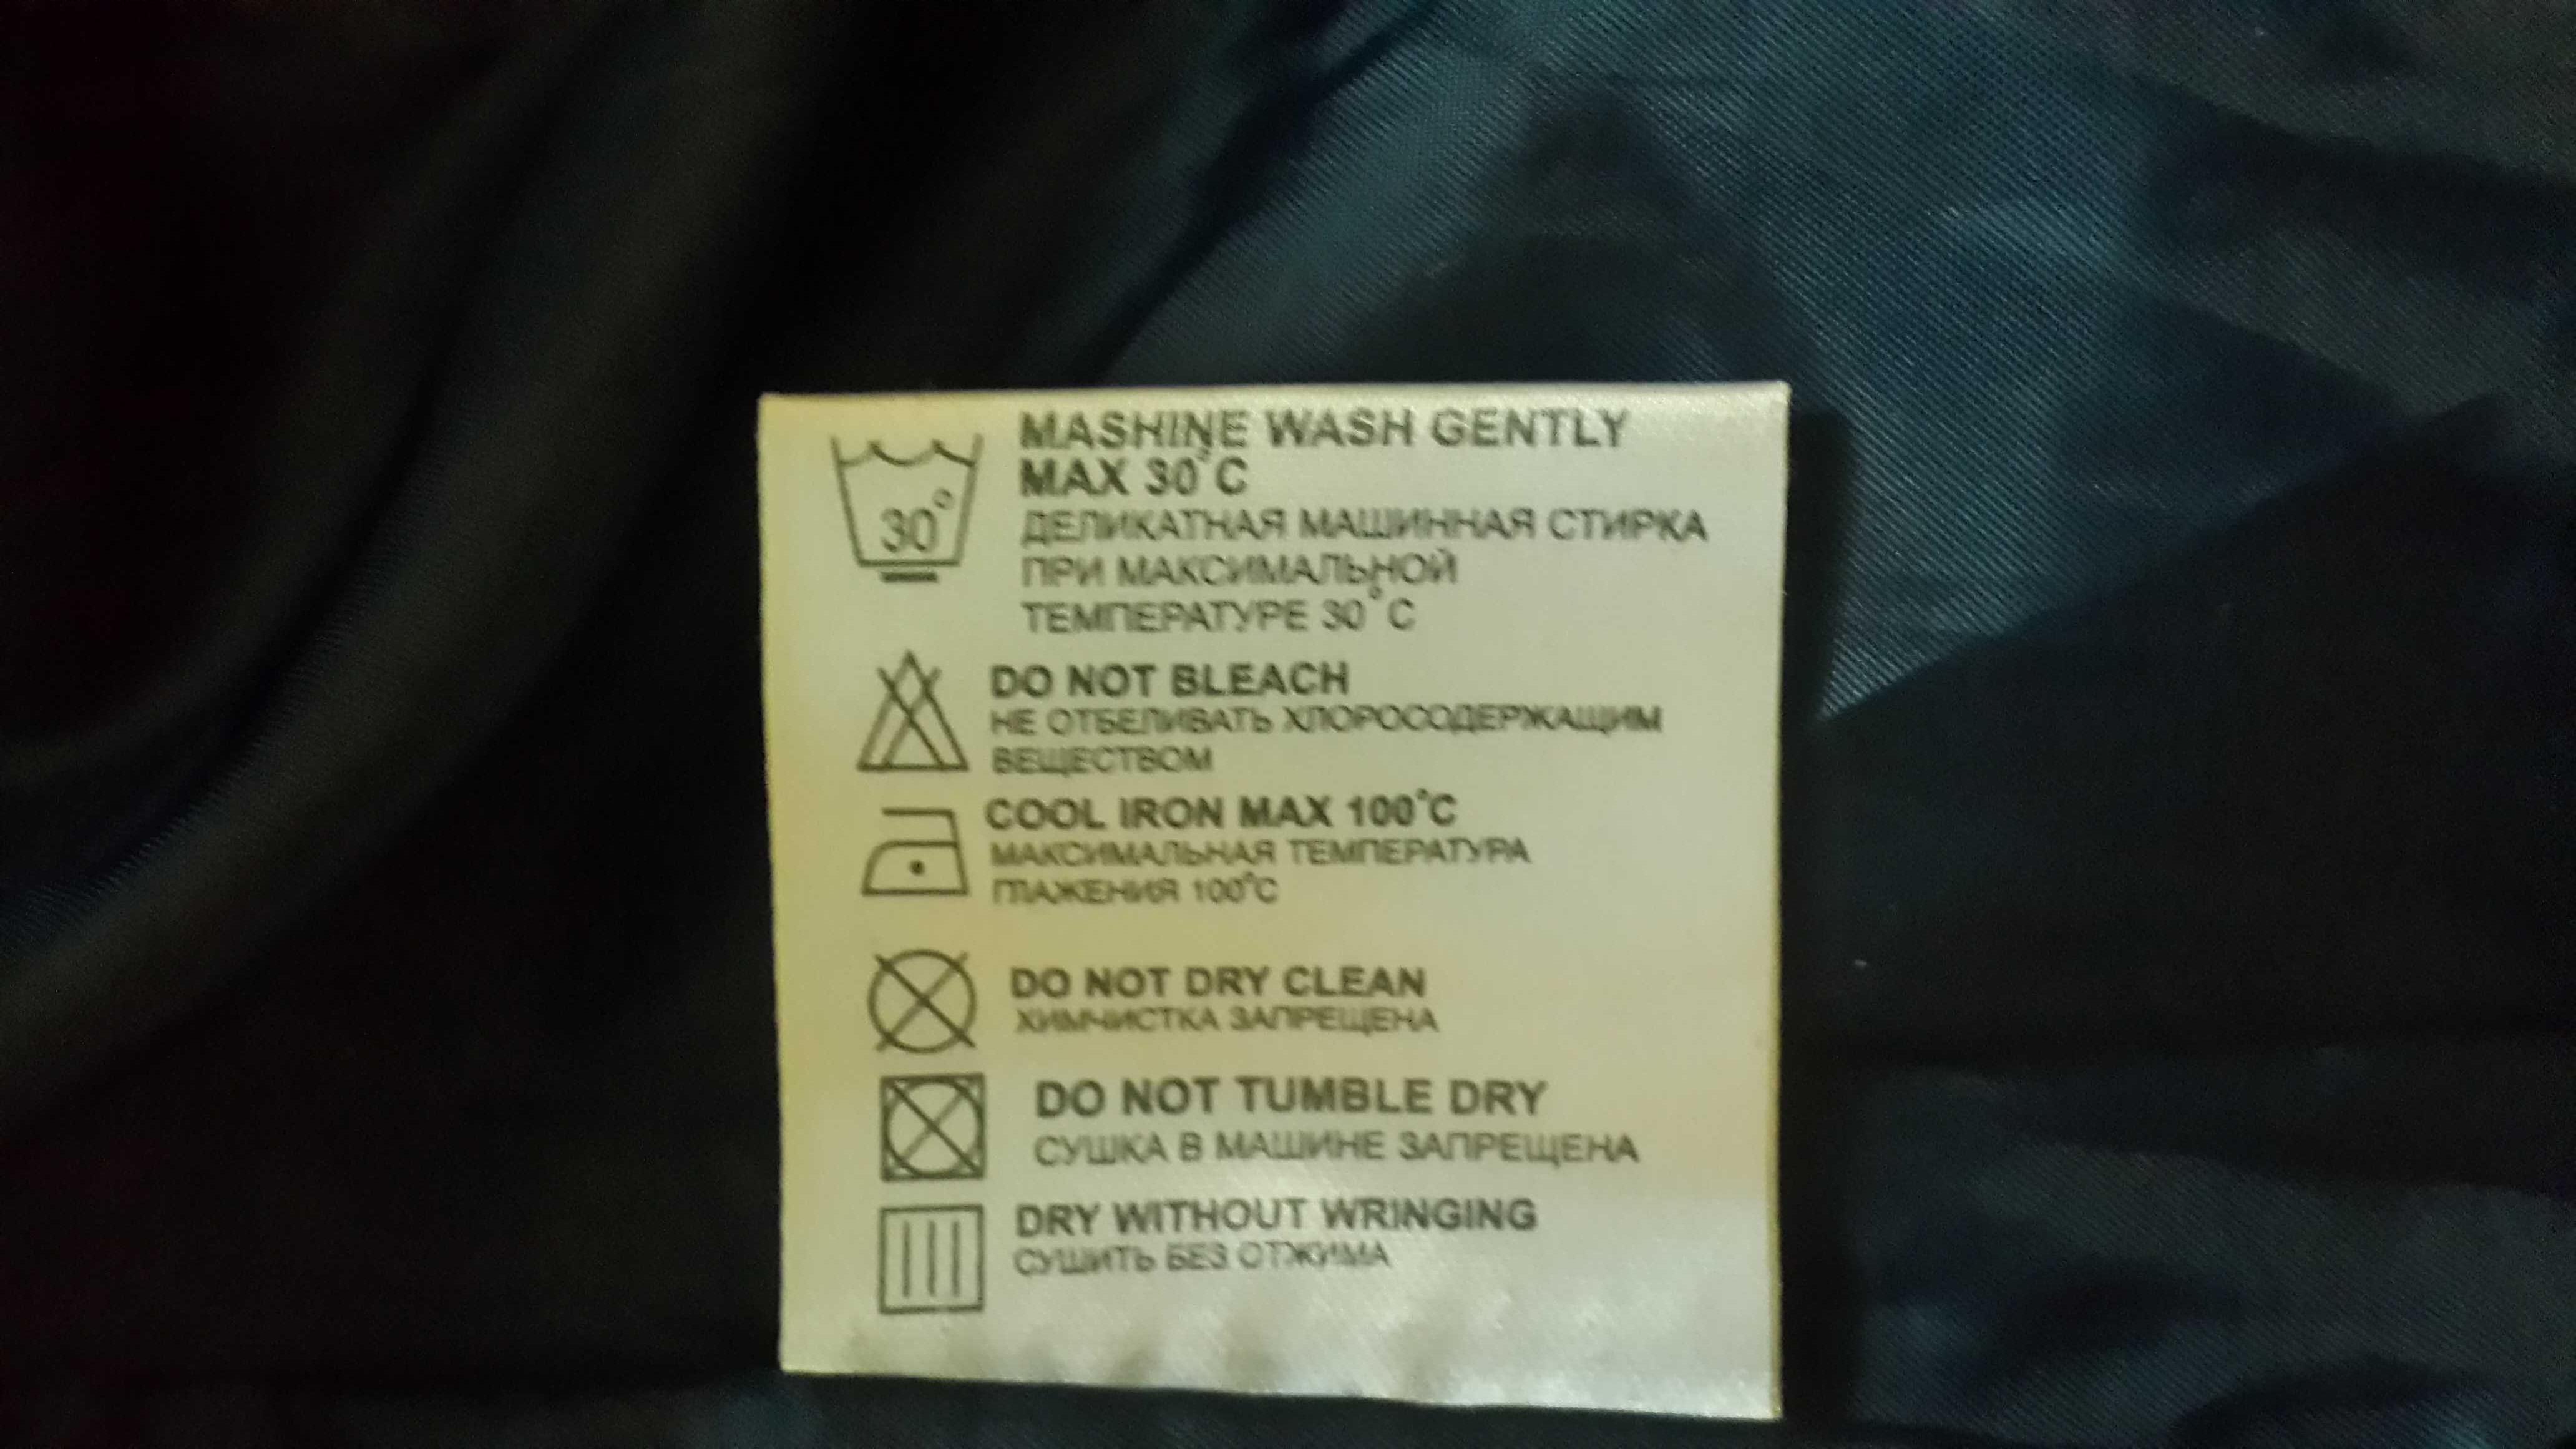 MASHINE WASH GENTLY
MAX 30°C
30°
ДЕЛИКАТНАЯ МАШИННАЯ СТИРКА
ПРИ МАКСИМАЛЬНОЙ
ТЕМПЕРАТУРЕ 30°C
DO NOT BLEACH
НЕ ОТБЕЛИВАТЬ ХЛОРОСОДЕРЖАЩИМ
ВЕЩЕСТВОМ
COOL IRON MAX 100°C
МАКСИМАЛЬНАЯ ТЕМПЕРАТУРА
ГЛАЖЕНИЯ 100°C
DO NOT DRY CLEAN
ХИМЧИСТКА ЗАПРЕЩЕНА
DO NOT TUMBLE DRY
СУШКА В МАШИНЕ ЗАПРЕЩЕНА
DRY WITHOUT WRINGING
СУШИТЬ БЕЗ ОТЖИМА